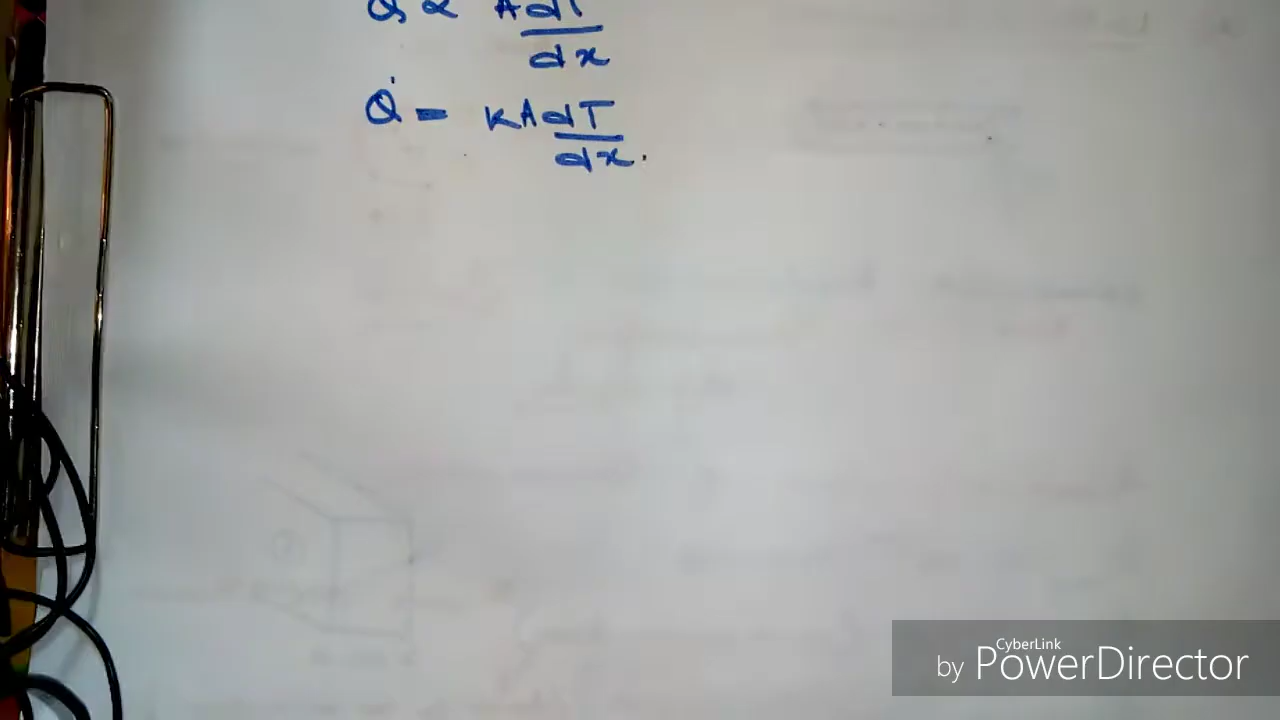 Q̇ ∝ A dT/dx
Q̇ = KA dT/dx.
CyberLink
by PowerDirector